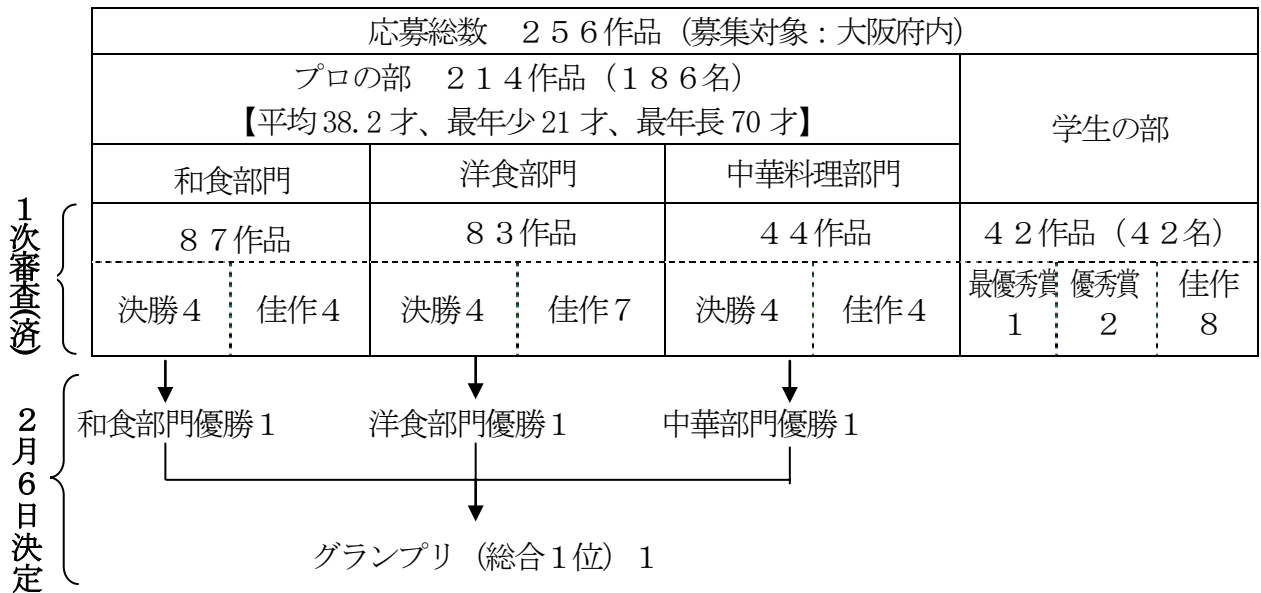 応募総数　２５６作品（募集対象：大阪府内）
プロの部　２１４作品（１８６名）
【平均38.2才、最年少21才、最年長70才】
学生の部
和食部門
洋食部門
中華料理部門
１次審査（済）
８７作品
８３作品
４４作品
４２作品（４２名）
決勝４
佳作４
決勝４
佳作７
決勝４
佳作４
最優秀賞
１
優秀賞
２
佳作
８
２月６日決定
和食部門優勝１
洋食部門優勝１
中華部門優勝１
グランプリ（総合１位）１